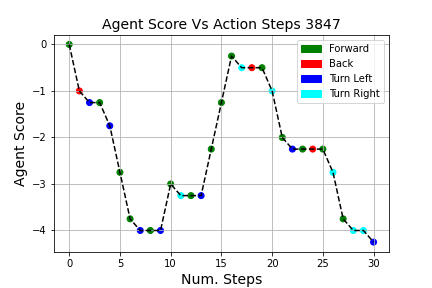 Agent Score Vs Action Steps 3847
Forward
Back
Turn Left
Turn Right
Agent Score
0
−1
−2
−3
−4
0 5 10 15 20 25 30
Num. Steps